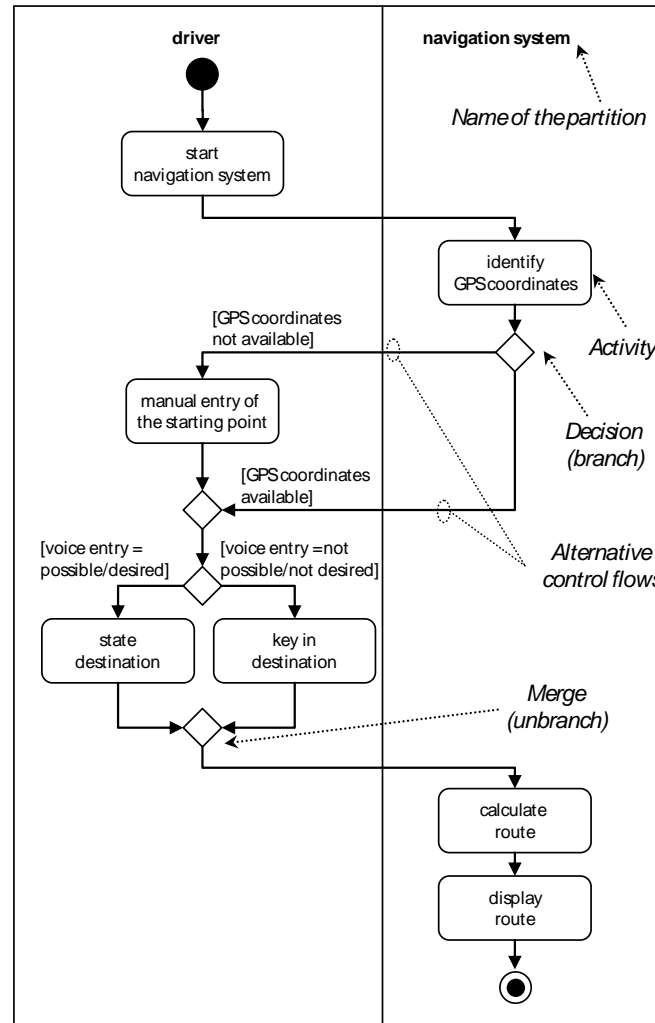 driver
navigation system
Name of the partition
start
navigation system
identify
GPS coordinates
[GPS coordinates
not available]
Activity
manual entry of
the starting point
Decision
(branch)
[GPS coordinates
available]
[voice entry =
possible/desired]
[voice entry =not
possible/not desired]
Alternative
control flows
state
destination
key in
destination
Merge
(unbranch)
calculate
route
display
route